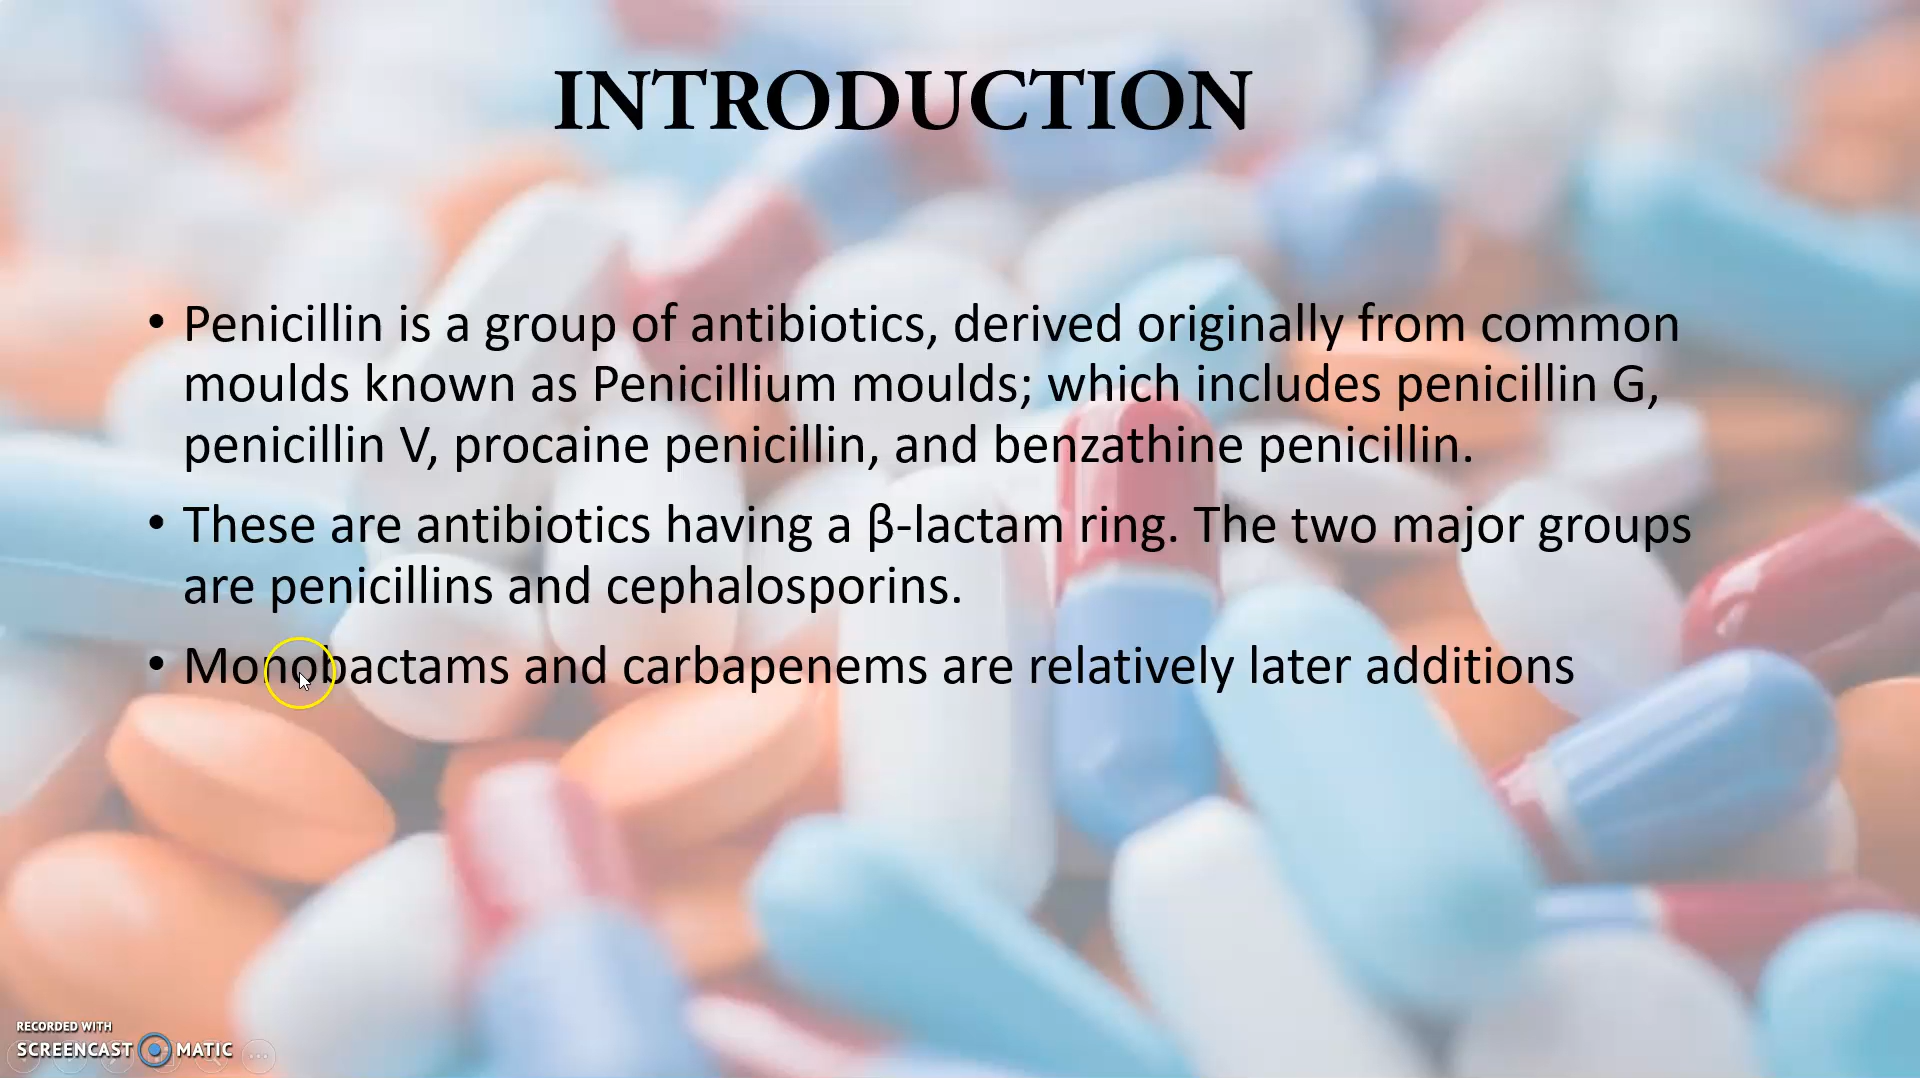 INTRODUCTION
• Penicillin is a group of antibiotics, derived originally from common
moulds known as Penicillium moulds; which includes penicillin G,
penicillin V, procaine penicillin, and benzathine penicillin.
• These are antibiotics having a β-lactam ring. The two major groups
are penicillins and cephalosporins.
• Monobactams and carbapenems are relatively later additions
RECORDED WITH
SCREENCAST MATIC